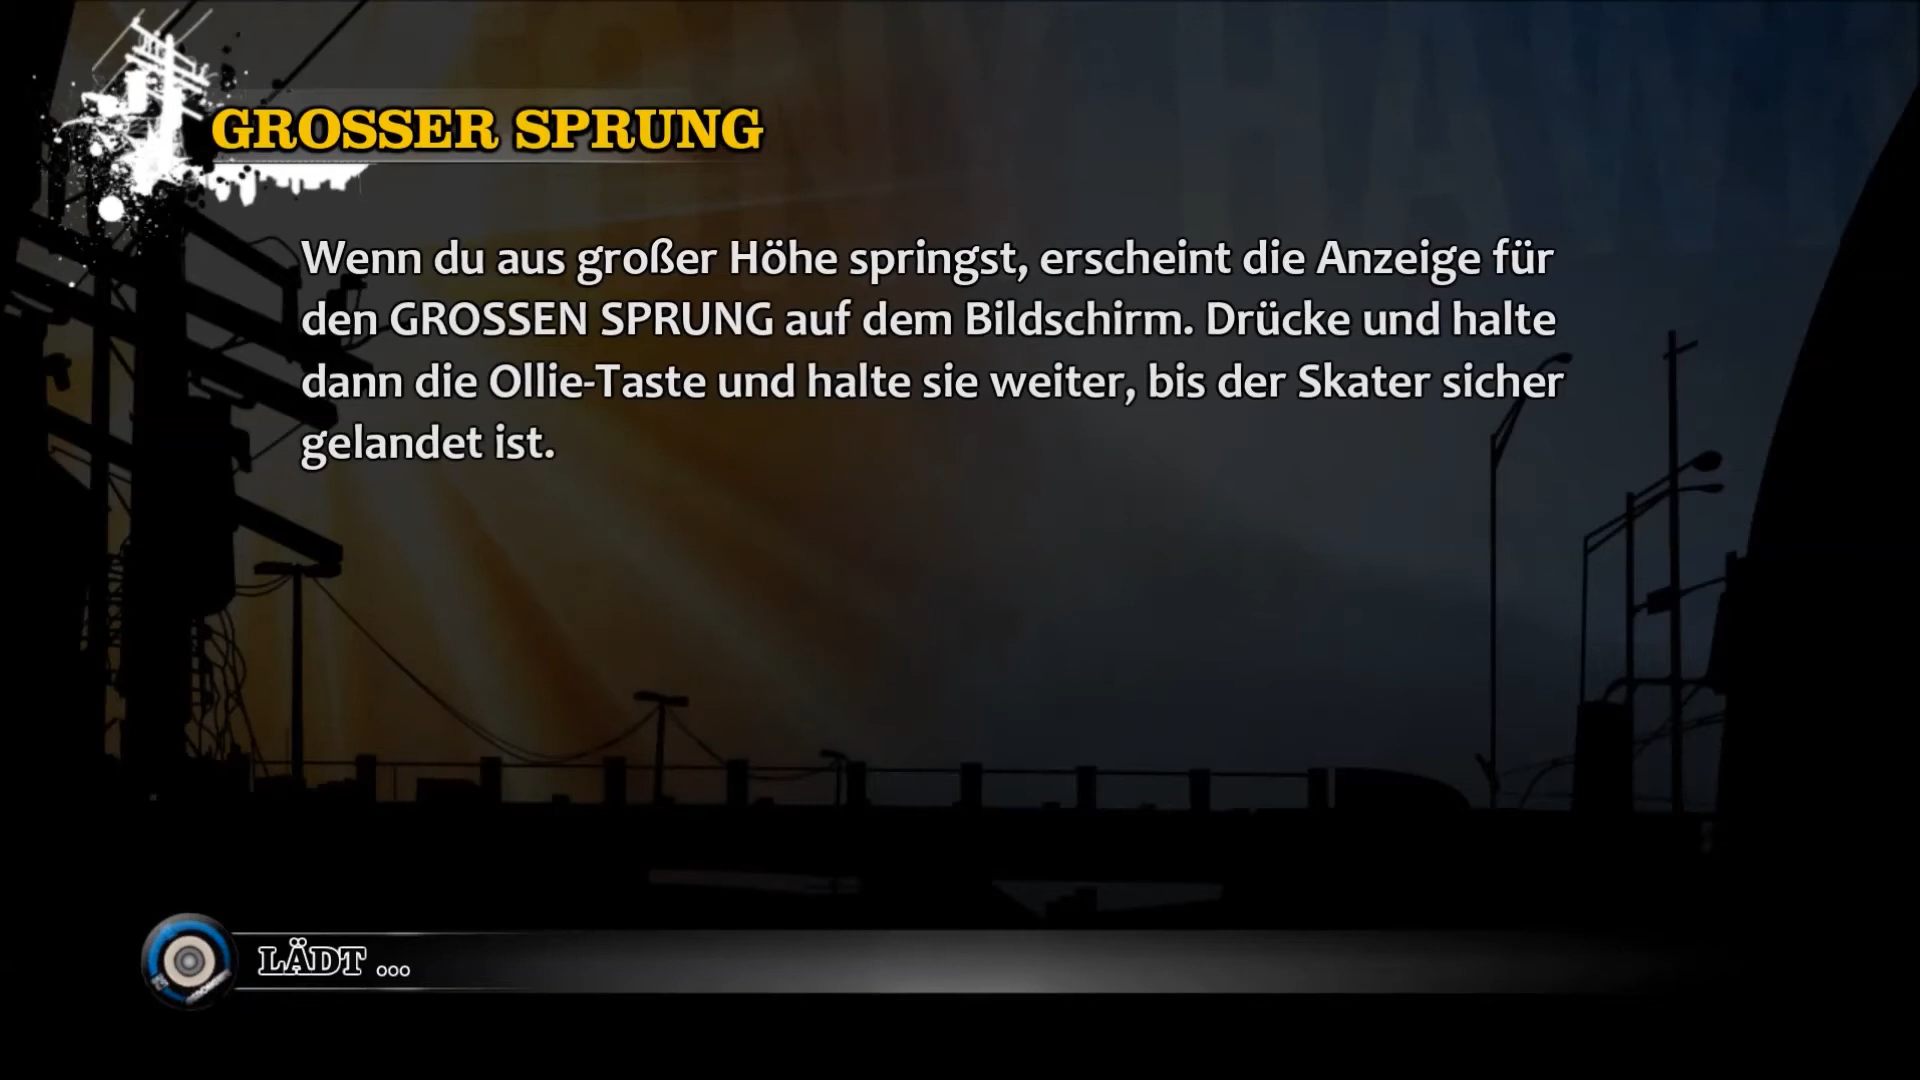 GROSSER SPRUNG
Wenn du aus großer Höhe springst, erscheint die Anzeige für
den GROSSEN SPRUNG auf dem Bildschirm. Drücke und halte
dann die Ollie-Taste und halte sie weiter, bis der Skater sicher
gelandet ist.
LÄDT ...